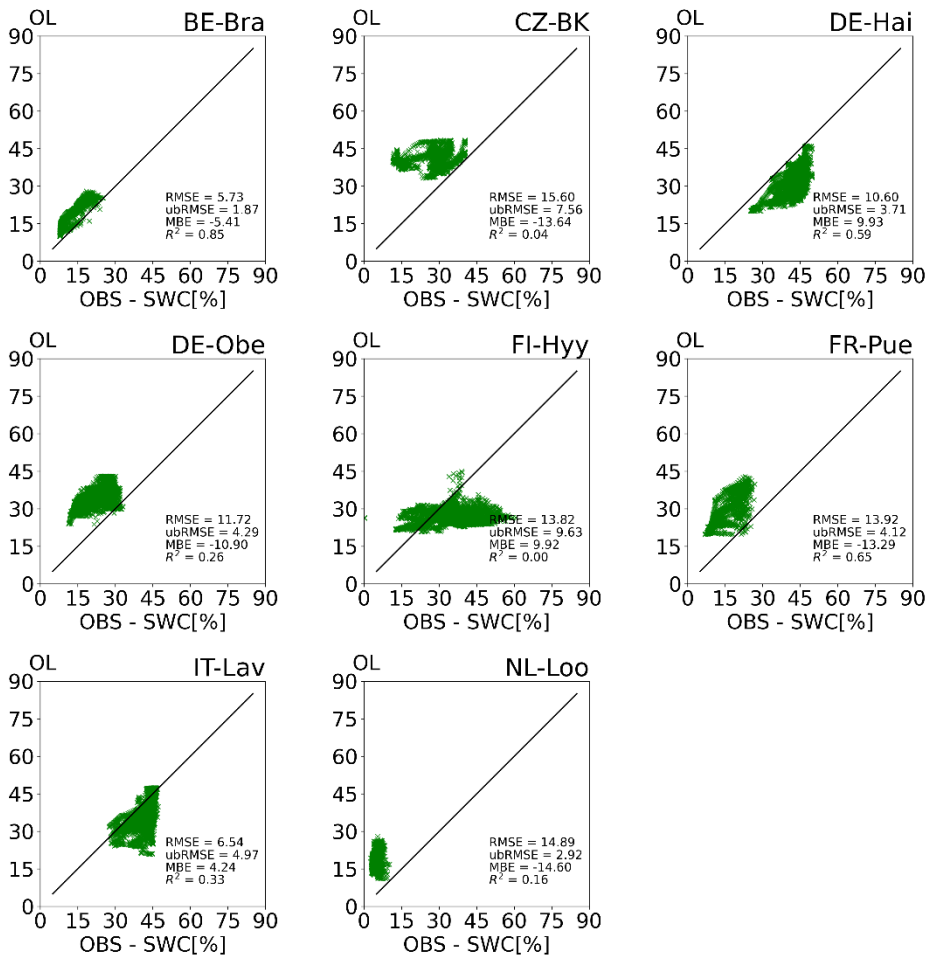 OL BE-Bra
90
75
60
45
30
15
0
RMSE = 5.73
ubRMSE = 1.87
MBE = -5.41
R² = 0.85
0 15 30 45 60 75 90
OBS - SWC[%]
OL CZ-BK
90
75
60
45
30
15
0
RMSE = 15.60
ubRMSE = 7.56
MBE = -13.64
R² = 0.04
0 15 30 45 60 75 90
OBS - SWC[%]
OL DE-Hai
90
75
60
45
30
15
0
RMSE = 10.60
ubRMSE = 3.71
MBE = 9.93
R² = 0.59
0 15 30 45 60 75 90
OBS - SWC[%]
OL DE-Obe
90
75
60
45
30
15
0
RMSE = 11.72
ubRMSE = 4.29
MBE = -10.90
R² = 0.26
0 15 30 45 60 75 90
OBS - SWC[%]
OL FI-Hyy
90
75
60
45
30
15
0
RMSE = 13.82
ubRMSE = 9.63
MBE = 9.92
R² = 0.00
0 15 30 45 60 75 90
OBS - SWC[%]
OL FR-Pue
90
75
60
45
30
15
0
RMSE = 13.92
ubRMSE = 4.12
MBE = -13.29
R² = 0.65
0 15 30 45 60 75 90
OBS - SWC[%]
OL IT-Lav
90
75
60
45
30
15
0
RMSE = 6.54
ubRMSE = 4.97
MBE = 4.24
R² = 0.33
0 15 30 45 60 75 90
OBS - SWC[%]
OL NL-Loo
90
75
60
45
30
15
0
RMSE = 14.89
ubRMSE = 2.92
MBE = -14.60
R² = 0.16
0 15 30 45 60 75 90
OBS - SWC[%]